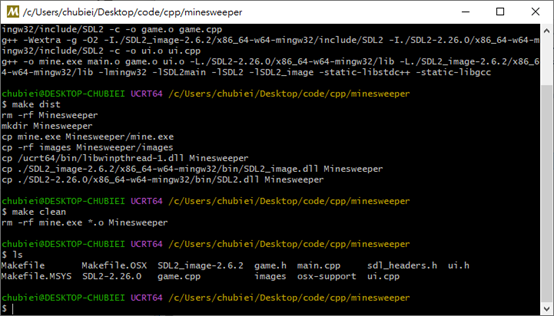 /c/Users/chubiei/Desktop/code/cpp/minesweeper
ingw32/include/SDL2 -c -o game.o game.cpp
g++ -Wextra -g -O2 -I./SDL2_image-2.6.2/x86_64-w64-mingw32/include/SDL2 -I./SDL2-2.26.0/x86_64-w64-m
ingw32/include/SDL2 -c -o ui.o ui.cpp
g++ -o mine.exe main.o game.o ui.o -L./SDL2-2.26.0/x86_64-w64-mingw32/lib -L./SDL2_image-2.6.2/x86_6
4-w64-mingw32/lib -lmingw32 -lSDL2main -lSDL2 -lSDL2_image -static-libstdc++ -static-libgcc
chubiei@DESKTOP-CHUBIEI UCRT64 /c/Users/chubiei/Desktop/code/cpp/minesweeper
$ make dist
rm -rf Minesweeper
mkdir Minesweeper
cp mine.exe Minesweeper/mine.exe
cp -rf images Minesweeper/images
cp /ucrt64/bin/libwinpthread-1.dll Minesweeper
cp ./SDL2_image-2.6.2/x86_64-w64-mingw32/bin/SDL2_image.dll Minesweeper
cp ./SDL2-2.26.0/x86_64-w64-mingw32/bin/SDL2.dll Minesweeper
chubiei@DESKTOP-CHUBIEI UCRT64 /c/Users/chubiei/Desktop/code/cpp/minesweeper
$ make clean
rm -rf mine.exe *.o Minesweeper
chubiei@DESKTOP-CHUBIEI UCRT64 /c/Users/chubiei/Desktop/code/cpp/minesweeper
$ ls
Makefile Makefile.OSX SDL2_image-2.6.2 game.h main.cpp sdl_headers.h ui.h
Makefile.MSYS SDL2-2.26.0 game.cpp images osx-support ui.cpp
chubiei@DESKTOP-CHUBIEI UCRT64 /c/Users/chubiei/Desktop/code/cpp/minesweeper
$